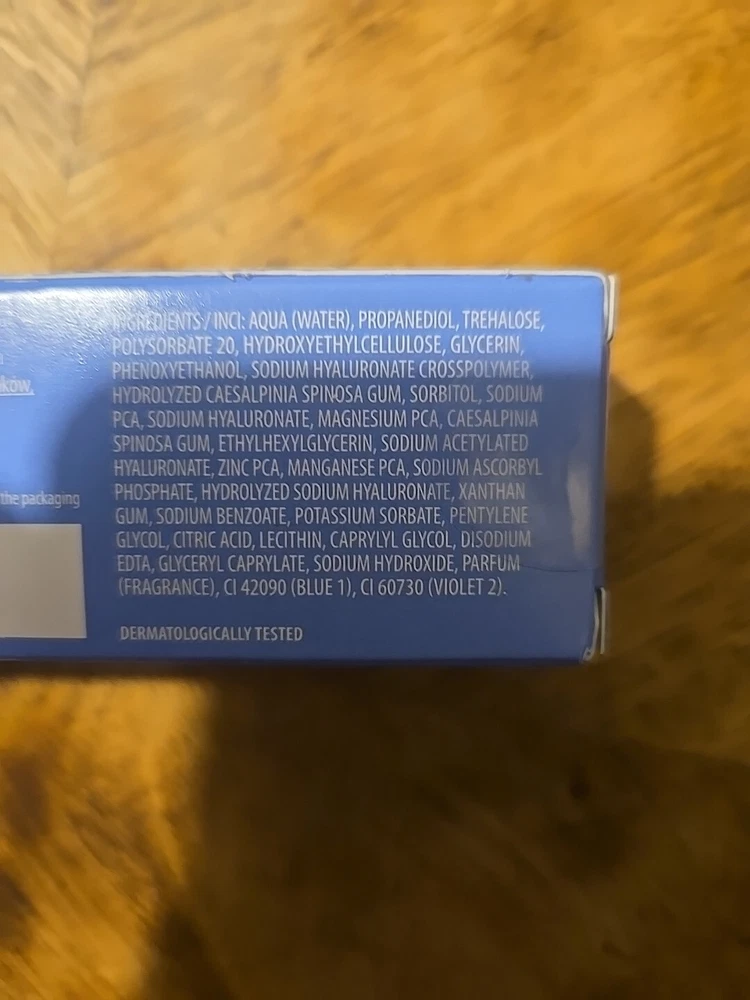 INGREDIENTS / INCI: AQUA (WATER), PROPANEDIOL, TREHALOSE,
POLYSORBATE 20, HYDROXYETHYLCELLULOSE, GLYCERIN,
PHENOXYETHANOL, SODIUM HYALURONATE CROSSPOLYMER,
HYDROLYZED CAESALPINIA SPINOSA GUM, SORBITOL, SODIUM
PCA, SODIUM HYALURONATE, MAGNESIUM PCA, CAESALPINIA
SPINOSA GUM, ETHYLHEXYLGLYCERIN, SODIUM ACETYLATED
HYALURONATE, ZINC PCA, MANGANESE PCA, SODIUM ASCORBYL
PHOSPHATE, HYDROLYZED SODIUM HYALURONATE, XANTHAN
GUM, SODIUM BENZOATE, POTASSIUM SORBATE, PENTYLENE
GLYCOL, CITRIC ACID, LECITHIN, CAPRYLYL GLYCOL, DISODIUM
EDTA, GLYCERYL CAPRYLATE, SODIUM HYDROXIDE, PARFUM
(FRAGRANCE), CI 42090 (BLUE 1), CI 60730 (VIOLET 2).
DERMATOLOGICALLY TESTED
the packaging